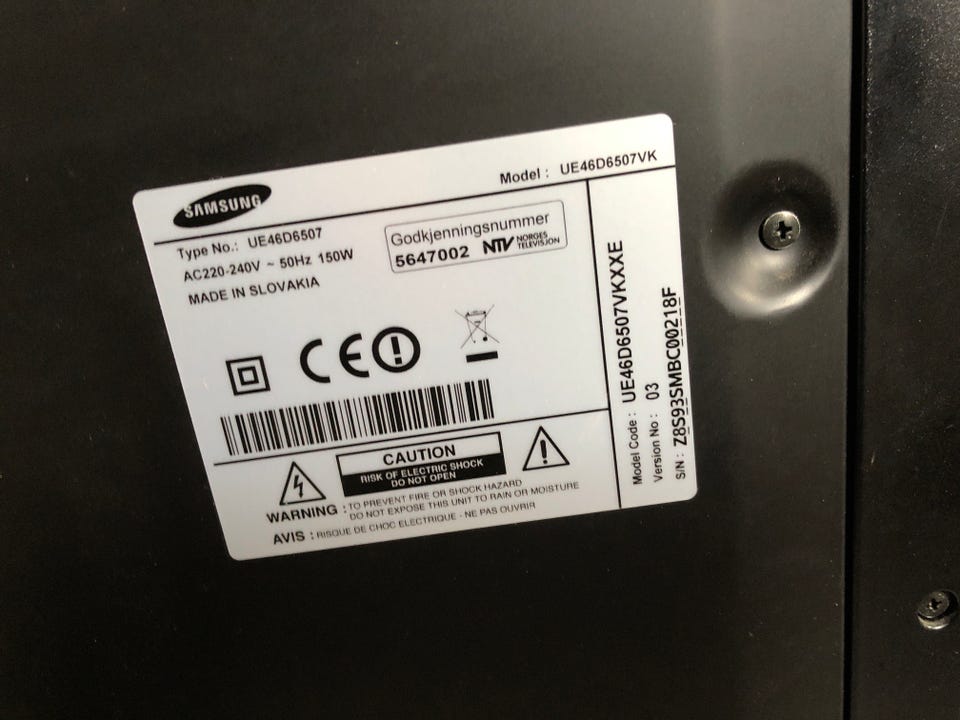 SAMSUNG
Model : UE46D6507VK
Type No.: UE46D6507
AC220-240V ~ 50Hz 150W
MADE IN SLOVAKIA
Godkjenningsnummer
5647002 NTV NORGES TELEVISJON
CE
CAUTION
RISK OF ELECTRIC SHOCK
DO NOT OPEN
WARNING : TO PREVENT FIRE OR SHOCK HAZARD
DO NOT EXPOSE THIS UNIT TO RAIN OR MOISTURE
AVIS : RISQUE DE CHOC ELECTRIQUE - NE PAS OUVRIR
Model Code : UE46D6507VKXXE
Version No : 03
S/N : Z8S93SMBC00218F